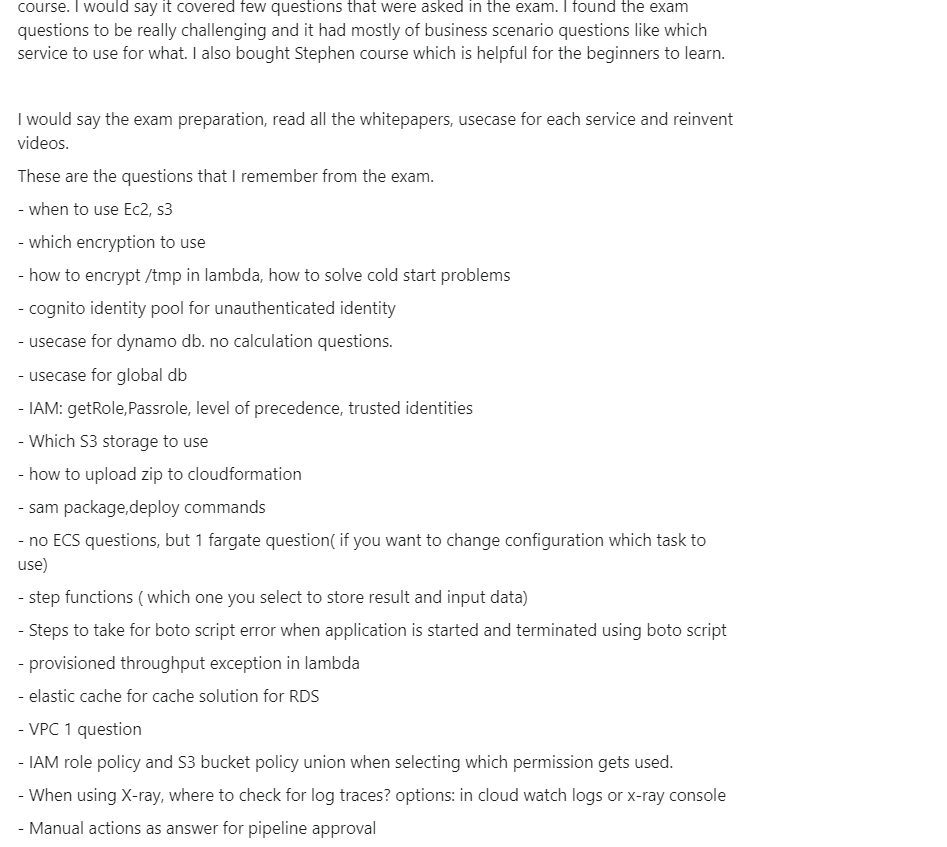 course. I would say it covered few questions that were asked in the exam. I found the exam
questions to be really challenging and it had mostly of business scenario questions like which
service to use for what. I also bought Stephen course which is helpful for the beginners to learn.
I would say the exam preparation, read all the whitepapers, usecase for each service and reinvent
videos.
These are the questions that I remember from the exam.
- when to use Ec2, s3
- which encryption to use
- how to encrypt /tmp in lambda, how to solve cold start problems
- cognito identity pool for unauthenticated identity
- usecase for dynamo db. no calculation questions.
- usecase for global db
- IAM: getRole,Passrole, level of precedence, trusted identities
- Which S3 storage to use
- how to upload zip to cloudformation
- sam package,deploy commands
- no ECS questions, but 1 fargate question( if you want to change configuration which task to
use)
- step functions ( which one you select to store result and input data)
- Steps to take for boto script error when application is started and terminated using boto script
- provisioned throughput exception in lambda
- elastic cache for cache solution for RDS
- VPC 1 question
- IAM role policy and S3 bucket policy union when selecting which permission gets used.
- When using X-ray, where to check for log traces? options: in cloud watch logs or x-ray console
- Manual actions as answer for pipeline approval